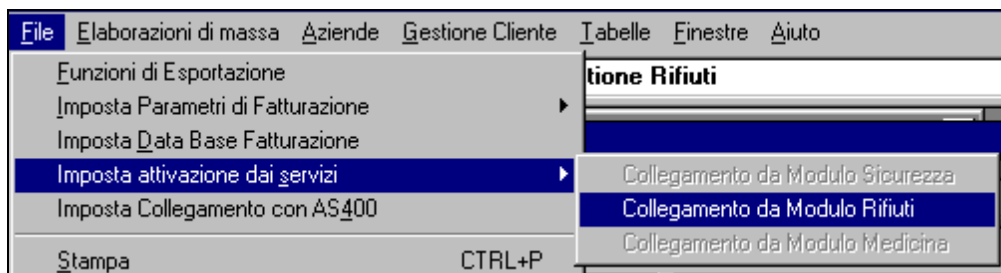 File Elaborazioni di massa Aziende Gestione Cliente Tabelle Finestre Aiuto
Funzioni di Esportazione
tione Rifiuti
Imposta Parametri di Fatturazione
Imposta Data Base Fatturazione
Imposta attivazione dai servizi
Collegamento da Modulo Sicurezza
Collegamento da Modulo Rifiuti
Collegamento da Modulo Medicina
Imposta Collegamento con AS400
Stampa CTRL+P